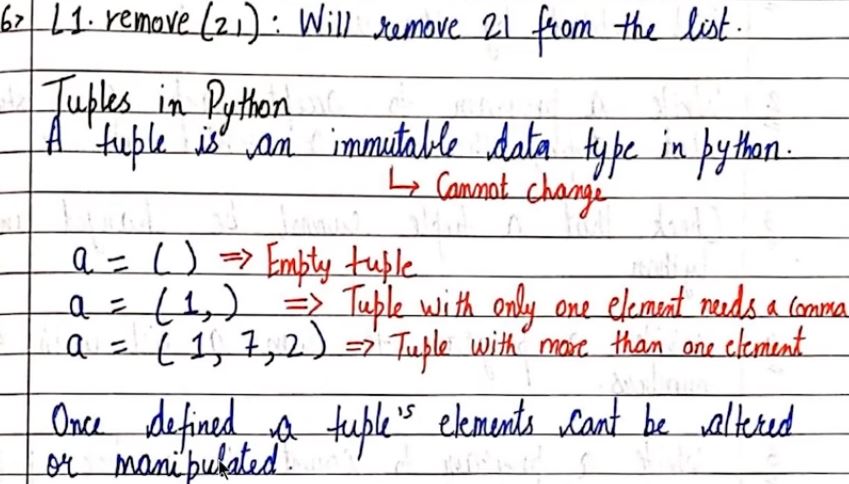 6> L1. remove (21) : Will remove 21 from the list.
Tuples in Python
A tuple is an immutable data type in python.
↳ Cannot change
a = ( ) => Empty tuple
a = (1,) => Tuple with only one element needs a comma
a = (1, 7, 2) => Tuple with more than one element
Once defined a tuple's elements cant be altered
or manipulated.